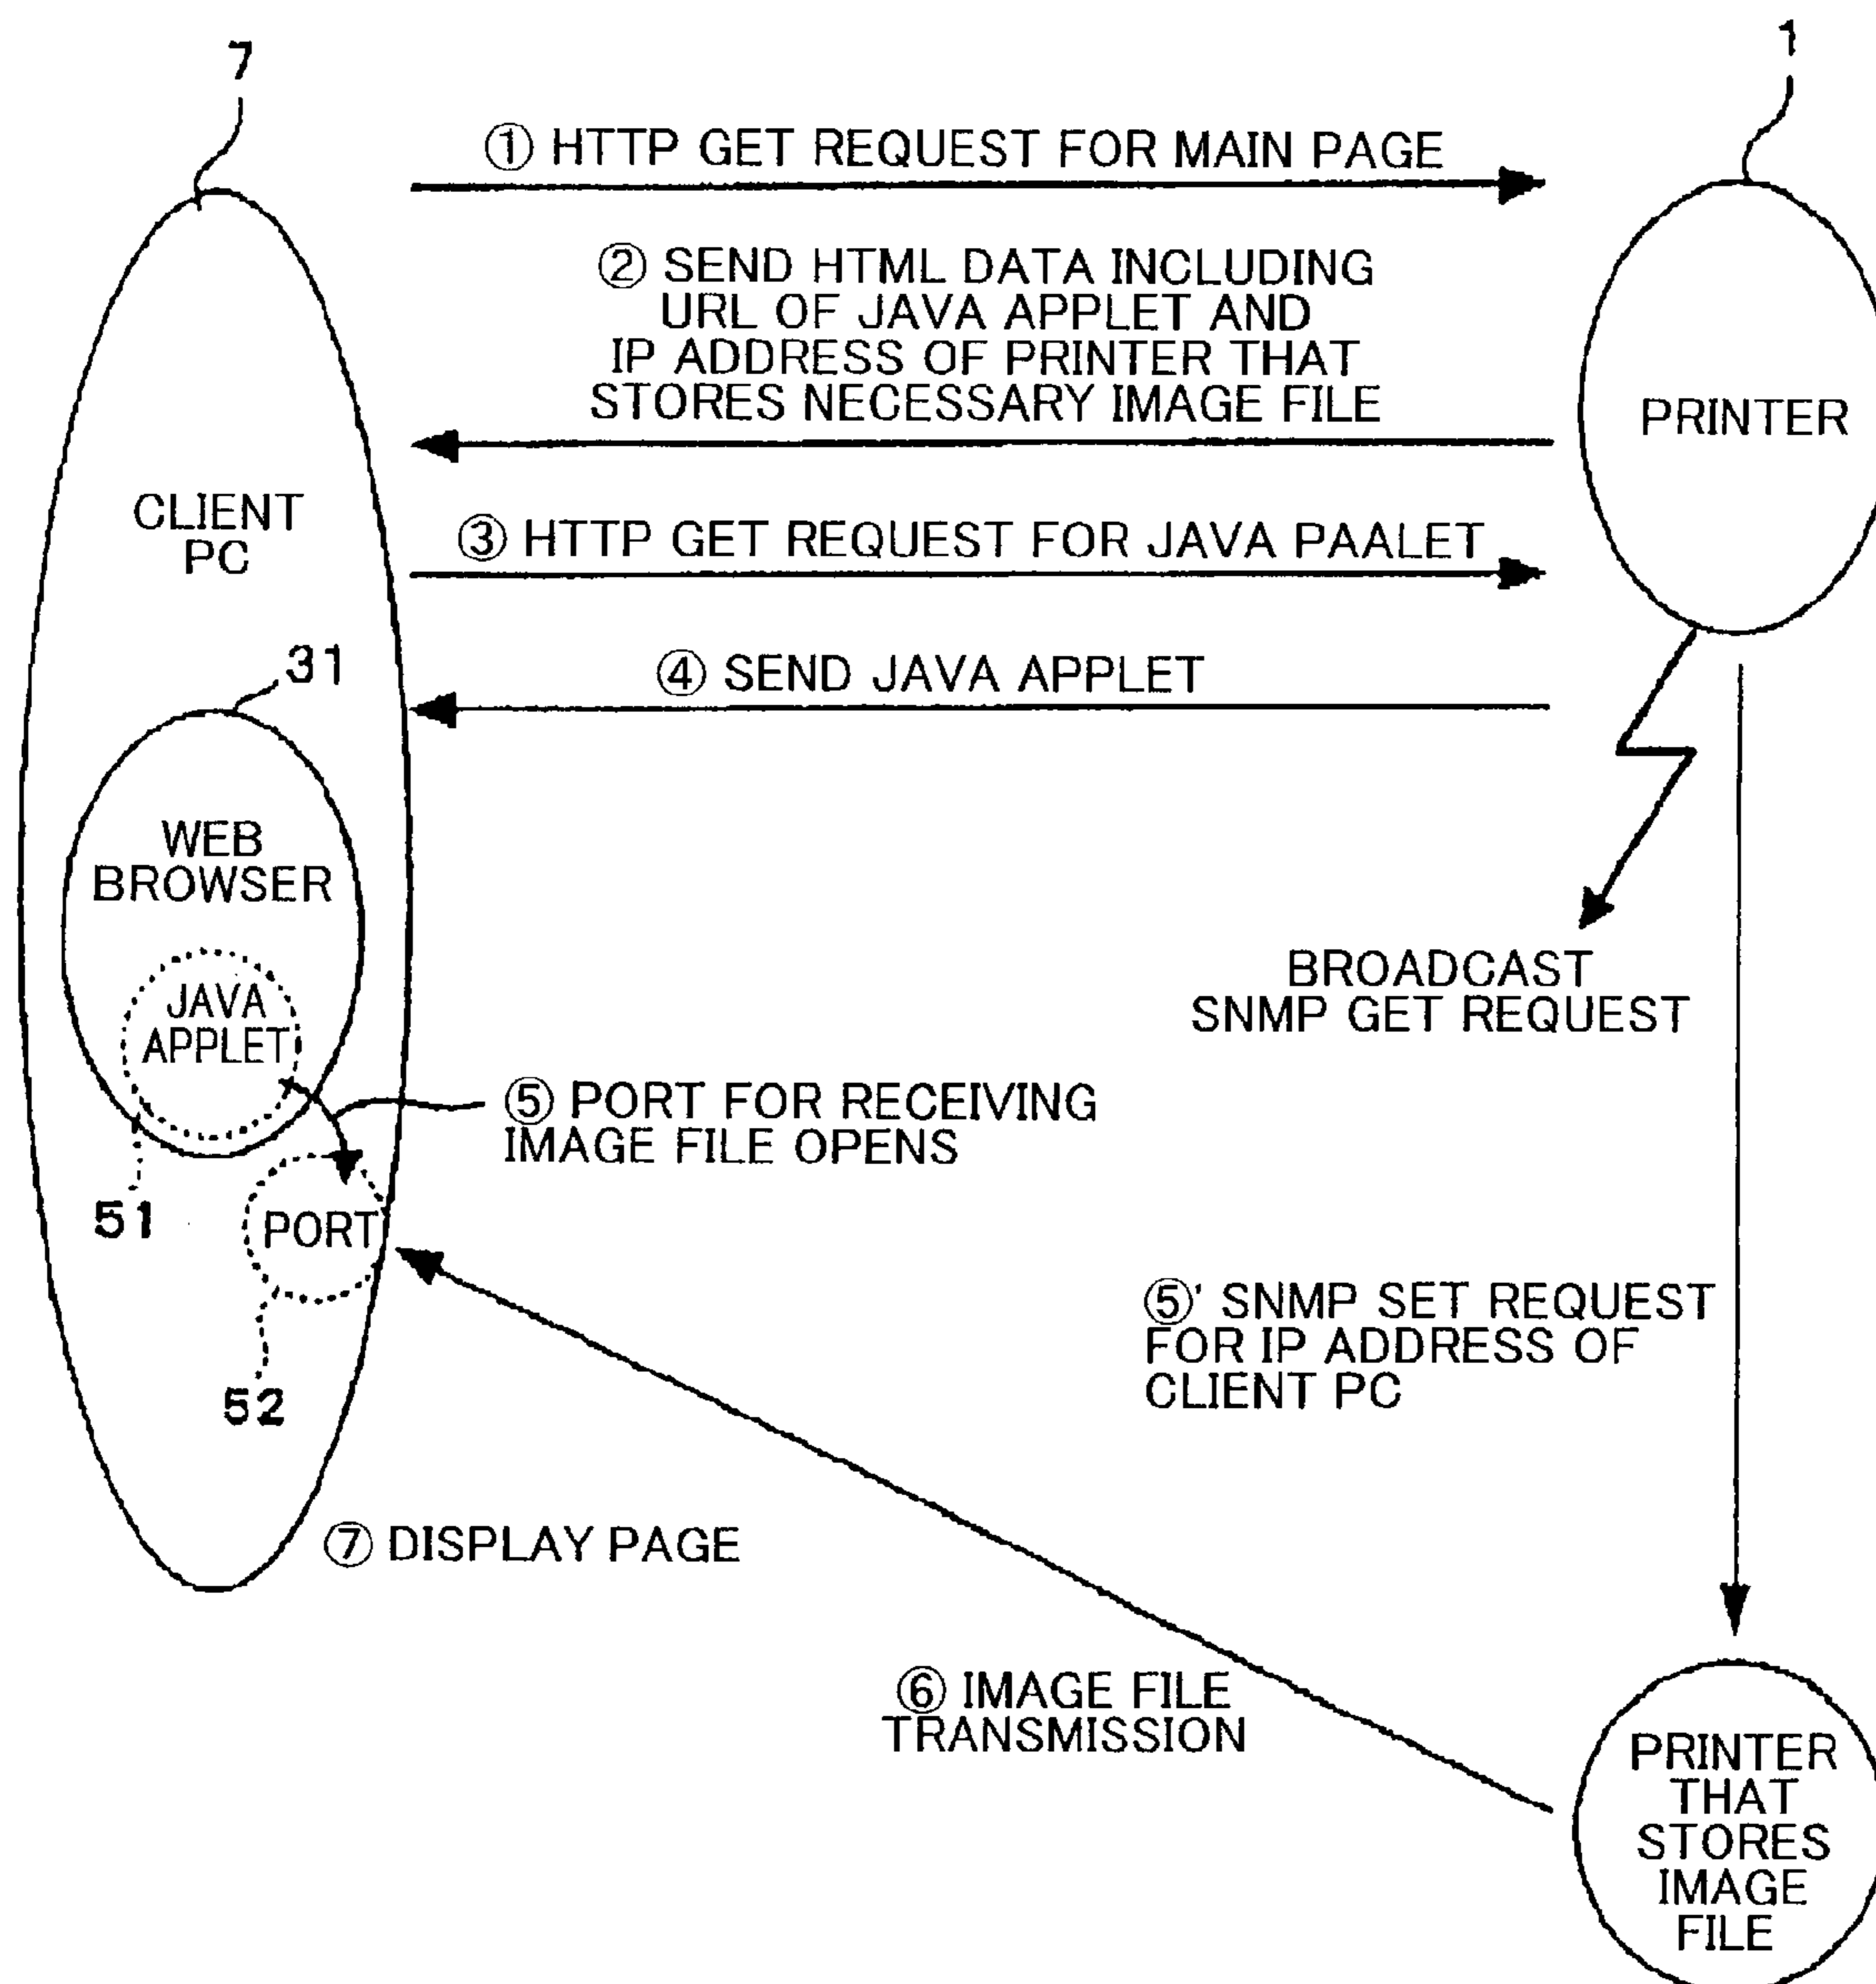 7
1
① HTTP GET REQUEST FOR MAIN PAGE
② SEND HTML DATA INCLUDING
URL OF JAVA APPLET AND
IP ADDRESS OF PRINTER THAT
STORES NECESSARY IMAGE FILE
PRINTER
CLIENT
PC
③ HTTP GET REQUEST FOR JAVA PAALET
④ SEND JAVA APPLET
31
WEB
BROWSER
JAVA
APPLET
BROADCAST
SNMP GET REQUEST
⑤ PORT FOR RECEIVING
IMAGE FILE OPENS
51
PORT
52
⑤' SNMP SET REQUEST
FOR IP ADDRESS OF
CLIENT PC
⑦ DISPLAY PAGE
⑥ IMAGE FILE
TRANSMISSION
PRINTER
THAT
STORES
IMAGE
FILE